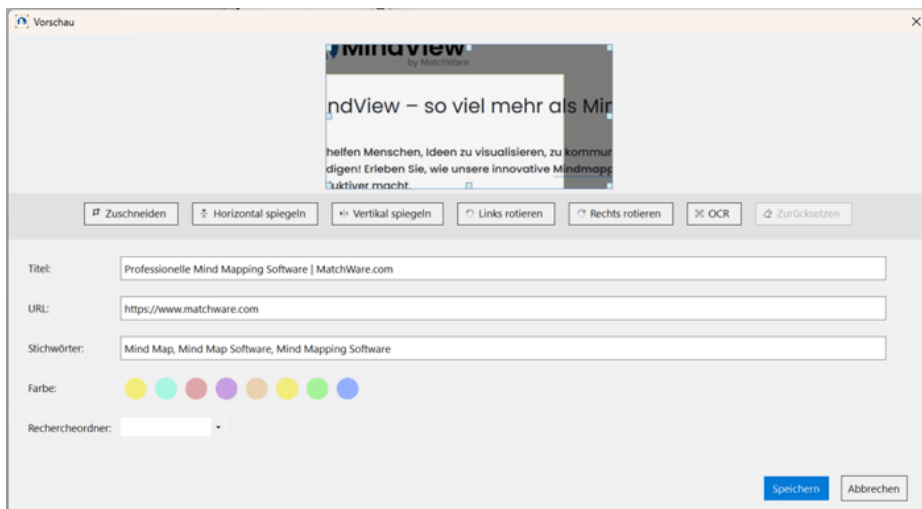 Vorschau
MindView
by MatchWare
ndView – so viel mehr als Min
helfen Menschen, Ideen zu visualisieren, zu kommur
digen! Erleben Sie, wie unsere innovative Mindmapp
uktiver macht.
Zuschneiden
Horizontal spiegeln
Vertikal spiegeln
Links rotieren
Rechts rotieren
OCR
Zurücksetzen
Titel:
Professionelle Mind Mapping Software | MatchWare.com
URL:
https://www.matchware.com
Stichwörter:
Mind Map, Mind Map Software, Mind Mapping Software
Farbe:
Rechercheordner:
Speichern
Abbrechen